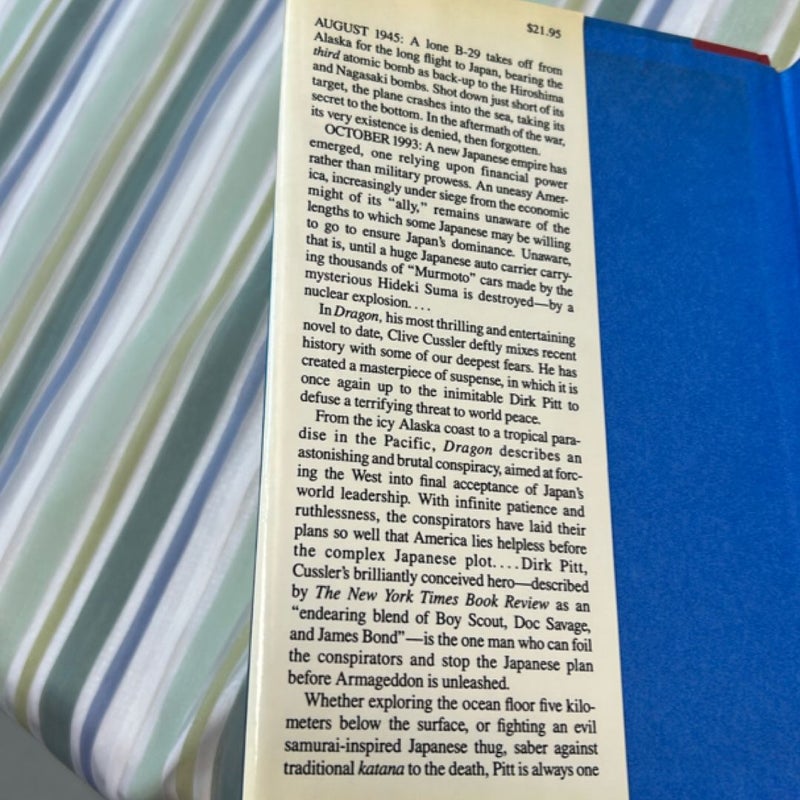 $21.95
AUGUST 1945: A lone B-29 takes off from
Alaska for the long flight to Japan, bearing the
third atomic bomb as back-up to the Hiroshima
and Nagasaki bombs. Shot down just short of its
target, the plane crashes into the sea, taking its
secret to the bottom. In the aftermath of the war,
its very existence is denied, then forgotten.
OCTOBER 1993: A new Japanese empire has
emerged, one relying upon financial power
rather than military prowess. An uneasy Amer-
ica, increasingly under siege from the economic
might of its "ally," remains unaware of the
lengths to which some Japanese may be willing
to go to ensure Japan's dominance. Unaware,
that is, until a huge Japanese auto carrier carry-
ing thousands of "Murmoto" cars made by the
mysterious Hideki Suma is destroyed—by a
nuclear explosion....
In Dragon, his most thrilling and entertaining
novel to date, Clive Cussler deftly mixes recent
history with some of our deepest fears. He has
created a masterpiece of suspense, in which it is
once again up to the inimitable Dirk Pitt to
defuse a terrifying threat to world peace.
From the icy Alaska coast to a tropical para-
dise in the Pacific, Dragon describes an
astonishing and brutal conspiracy, aimed at forc-
ing the West into final acceptance of Japan's
world leadership. With infinite patience and
ruthlessness, the conspirators have laid their
plans so well that America lies helpless before
the complex Japanese plot....Dirk Pitt,
Cussler's brilliantly conceived hero—described
by The New York Times Book Review as an
"endearing blend of Boy Scout, Doc Savage,
and James Bond"—is the one man who can foil
the conspirators and stop the Japanese plan
before Armageddon is unleashed.
Whether exploring the ocean floor five kilo-
meters below the surface, or fighting an evil
samurai-inspired Japanese thug, saber against
traditional katana to the death, Pitt is always one